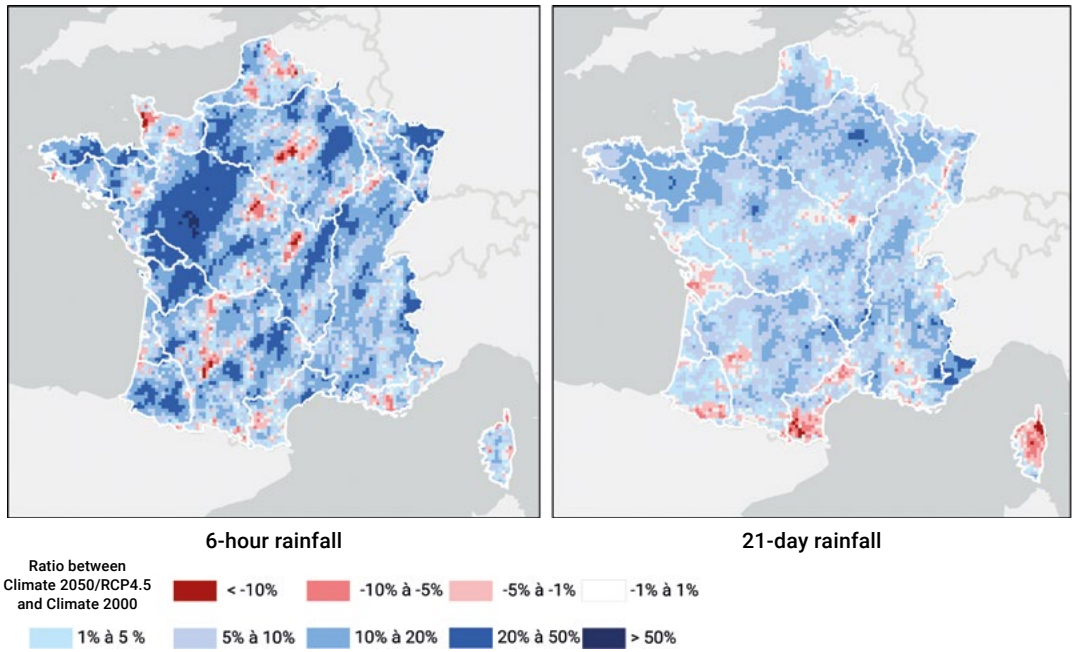 6-hour rainfall
21-day rainfall
Ratio between
Climate 2050/RCP4.5
and Climate 2000
< -10%
-10% à -5%
-5% à -1%
-1% à 1%
1% à 5 %
5% à 10%
10% à 20%
20% à 50%
> 50%